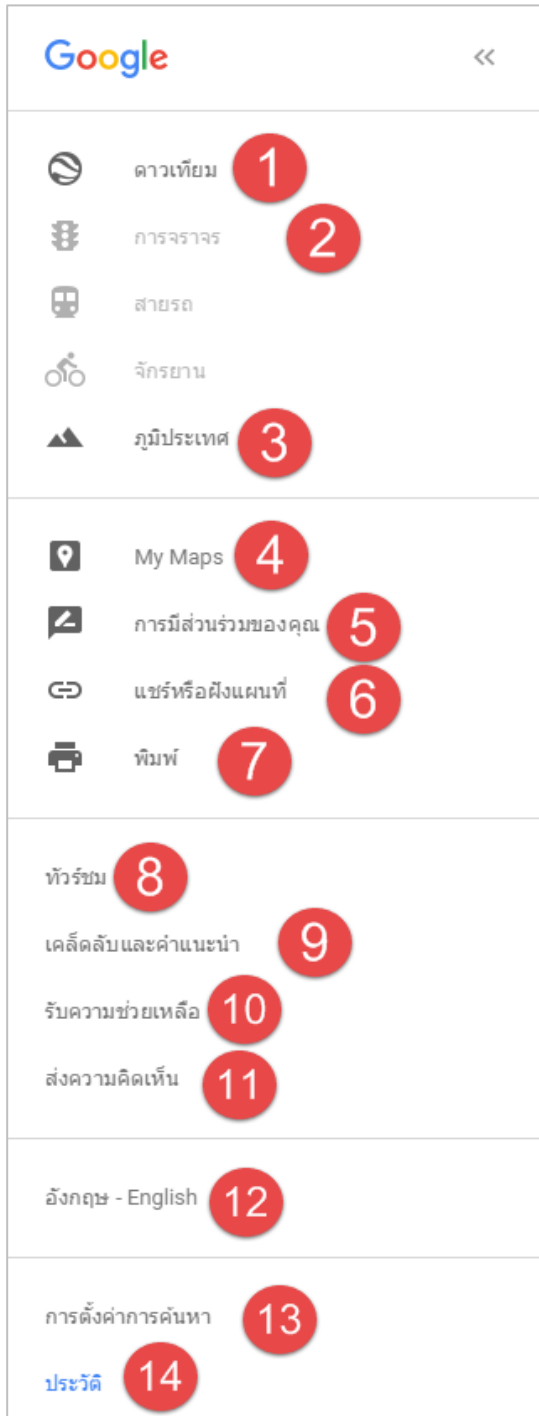 Google
ดาวเทียม 1
การจราจร 2
สายรถ
จักรยาน
ภูมิประเทศ 3
My Maps 4
การมีส่วนร่วมของคุณ 5
แชร์หรือฝังแผนที่ 6
พิมพ์ 7
ทัวร์ชม 8
เคล็ดลับและคำแนะนำ 9
รับความช่วยเหลือ 10
ส่งความคิดเห็น 11
อังกฤษ - English 12
การตั้งค่าการค้นหา 13
ประวัติ 14